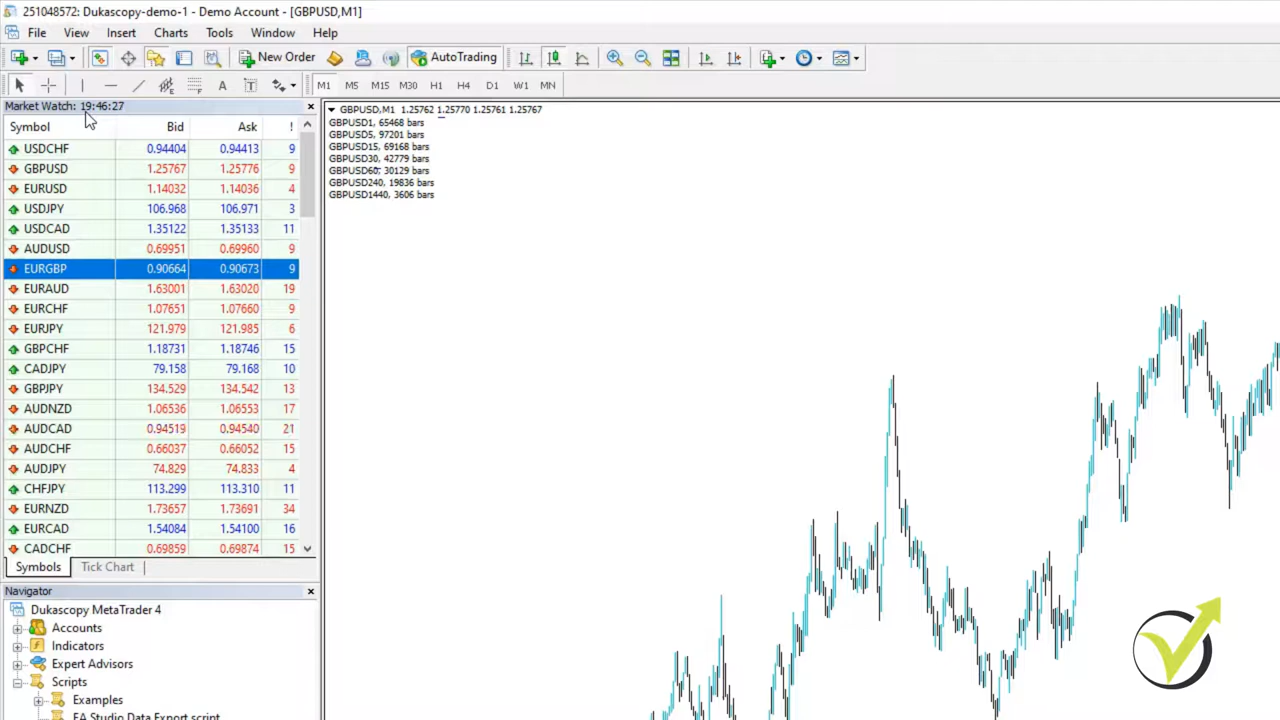 251048572: Dukascopy-demo-1 - Demo Account - [GBPUSD,M1]
File View Insert Charts Tools Window Help
New Order AutoTrading
A T M1 M5 M15 M30 H1 H4 D1 W1 MN
Market Watch: 19:46:27
Symbol Bid Ask !
USDCHF 0.94404 0.94413 9
GBPUSD 1.25767 1.25776 9
EURUSD 1.14032 1.14036 4
USDJPY 106.968 106.971 3
USDCAD 1.35122 1.35133 11
AUDUSD 0.69951 0.69960 9
EURGBP 0.90664 0.90673 9
EURAUD 1.63001 1.63020 19
EURCHF 1.07651 1.07660 9
EURJPY 121.979 121.985 6
GBPCHF 1.18731 1.18746 15
CADJPY 79.158 79.168 10
GBPJPY 134.529 134.542 13
AUDNZD 1.06536 1.06553 17
AUDCAD 0.94519 0.94540 21
AUDCHF 0.66037 0.66052 15
AUDJPY 74.829 74.833 4
CHFJPY 113.299 113.310 11
EURNZD 1.73657 1.73691 34
EURCAD 1.54084 1.54100 16
CADCHF 0.69859 0.69874 15
Symbols Tick Chart
Navigator
Dukascopy MetaTrader 4
Accounts
Indicators
Expert Advisors
Scripts
Examples
EA Studio Data Export script
GBPUSD,M1 1.25762 1.25770 1.25761 1.25767
GBPUSD1, 65468 bars
GBPUSD5, 97201 bars
GBPUSD15, 69168 bars
GBPUSD30, 42779 bars
GBPUSD60, 30129 bars
GBPUSD240, 19836 bars
GBPUSD1440, 3606 bars